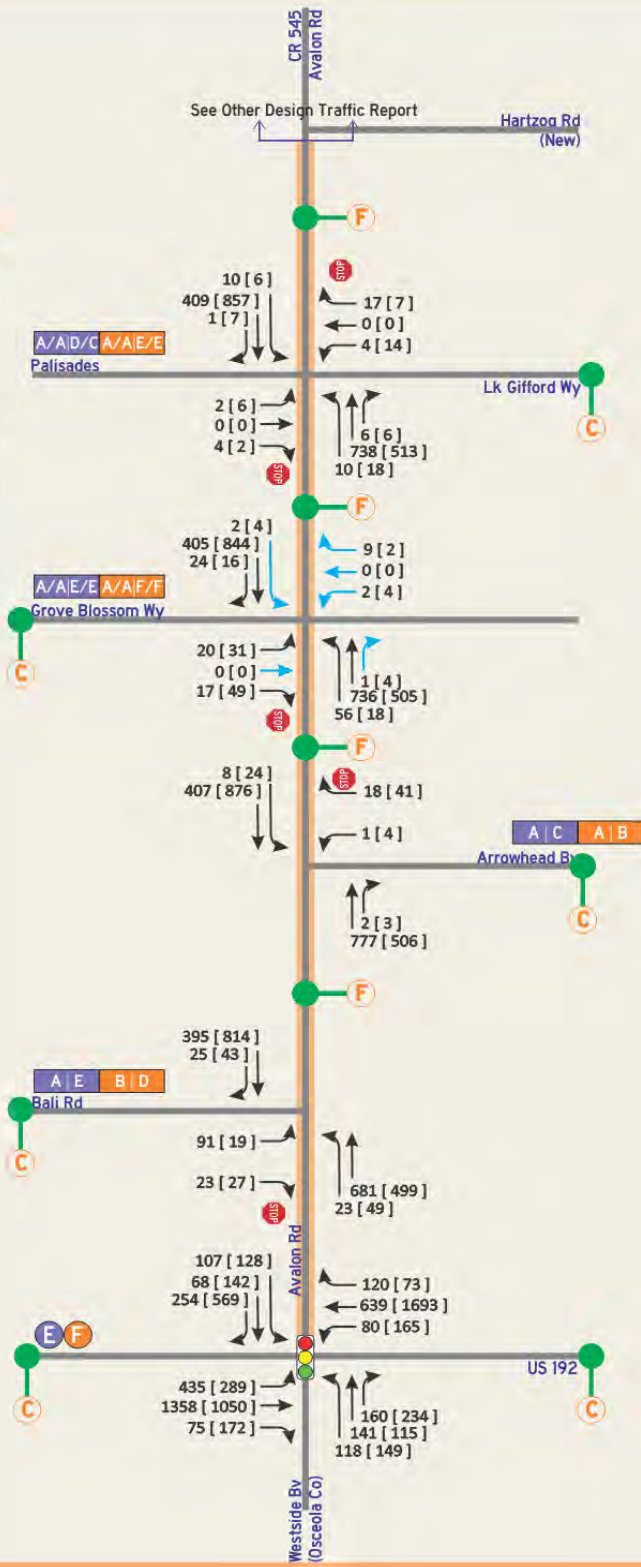 CR 545
Avalon Rd
See Other Design Traffic Report
Hartzog Rd
(New)
F
STOP
10 [ 6 ]
409 [ 857 ]
1 [ 7 ]
17 [ 7 ]
0 [ 0 ]
4 [ 14 ]
A/A D/C A/A E/E
Palisades
Lk Gifford Wy
C
2 [ 6 ]
0 [ 0 ]
4 [ 2 ]
STOP
6 [ 6 ]
738 [ 513 ]
10 [ 18 ]
F
2 [ 4 ]
405 [ 844 ]
24 [ 16 ]
9 [ 2 ]
0 [ 0 ]
2 [ 4 ]
A/A E/E A/A F/F
Grove Blossom Wy
C
20 [ 31 ]
0 [ 0 ]
17 [ 49 ]
STOP
1 [ 4 ]
736 [ 505 ]
56 [ 18 ]
F
STOP
8 [ 24 ]
407 [ 876 ]
18 [ 41 ]
1 [ 4 ]
A C A B
Arrowhead Bv
C
2 [ 3 ]
777 [ 506 ]
F
395 [ 814 ]
25 [ 43 ]
A E B D
Bali Rd
C
91 [ 19 ]
23 [ 27 ]
STOP
681 [ 499 ]
23 [ 49 ]
Avalon Rd
107 [ 128 ]
68 [ 142 ]
254 [ 569 ]
120 [ 73 ]
639 [ 1693 ]
80 [ 165 ]
E F
US 192
C
C
435 [ 289 ]
1358 [ 1050 ]
75 [ 172 ]
160 [ 234 ]
141 [ 115 ]
118 [ 149 ]
Westside Bv
(Osceola Co)